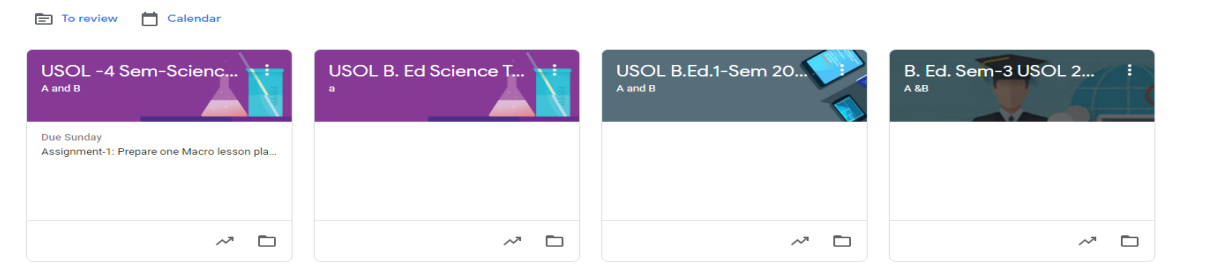 To review Calendar
USOL -4 Sem-Scienc...
A and B
Due Sunday
Assignment-1: Prepare one Macro lesson pla...
USOL B. Ed Science T...
a
USOL B.Ed.1-Sem 20...
A and B
B. Ed. Sem-3 USOL 2...
A &B